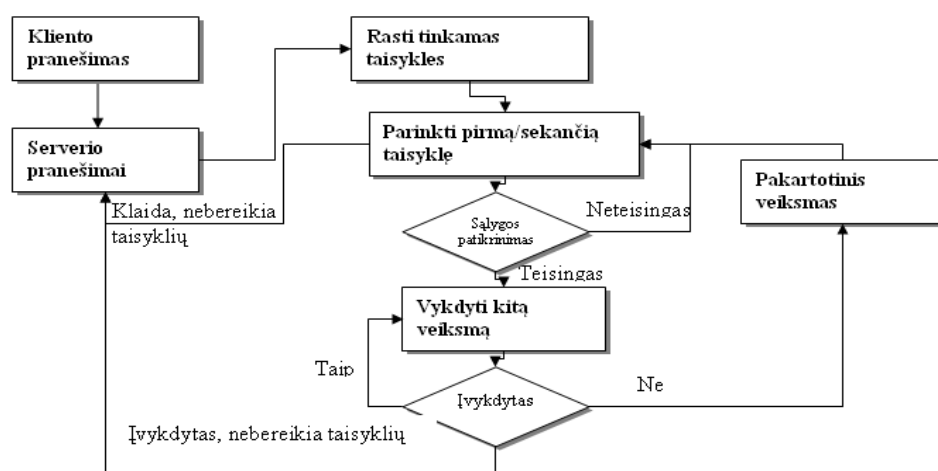 Kliento
pranešimas
Rasti tinkamas
taisykles
Serverio
pranešimai
Parinkti pirmą/sekančią
taisyklę
Pakartotinis
veiksmas
Klaida, nebereikia
taisyklių
Sąlygos
patikrinimas
Neteisingas
Teisingas
Vykdyti kitą
veiksmą
Taip
Įvykdytas
Ne
Įvykdytas, nebereikia taisyklių